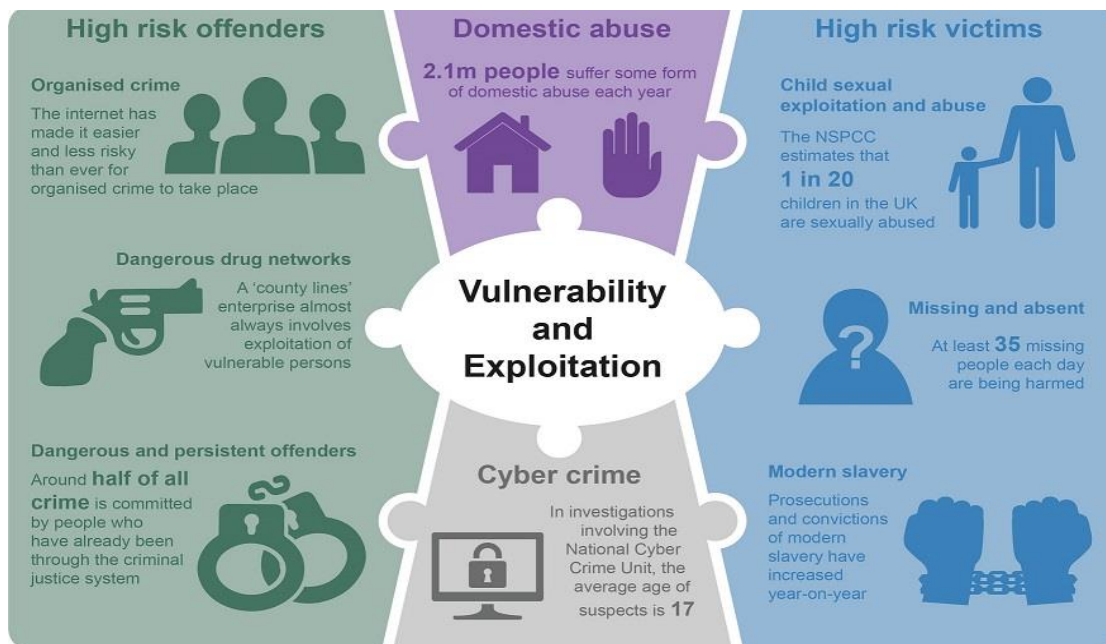 High risk offenders
Organised crime
The internet has
made it easier
and less risky
than ever for
organised crime to take place
Dangerous drug networks
A ‘county lines’
enterprise almost
always involves
exploitation of
vulnerable persons
Dangerous and persistent offenders
Around half of all
crime is committed
by people who
have already been
through the criminal
justice system
Domestic abuse
2.1m people suffer some form
of domestic abuse each year
Vulnerability
and
Exploitation
Cyber crime
In investigations
involving the
National Cyber
Crime Unit, the
average age of
suspects is 17
High risk victims
Child sexual
exploitation and abuse
The NSPCC
estimates that
1 in 20
children in the UK
are sexually abused
?
Missing and absent
At least 35 missing
people each day
are being harmed
Modern slavery
Prosecutions
and convictions
of modern
slavery have
increased
year-on-year